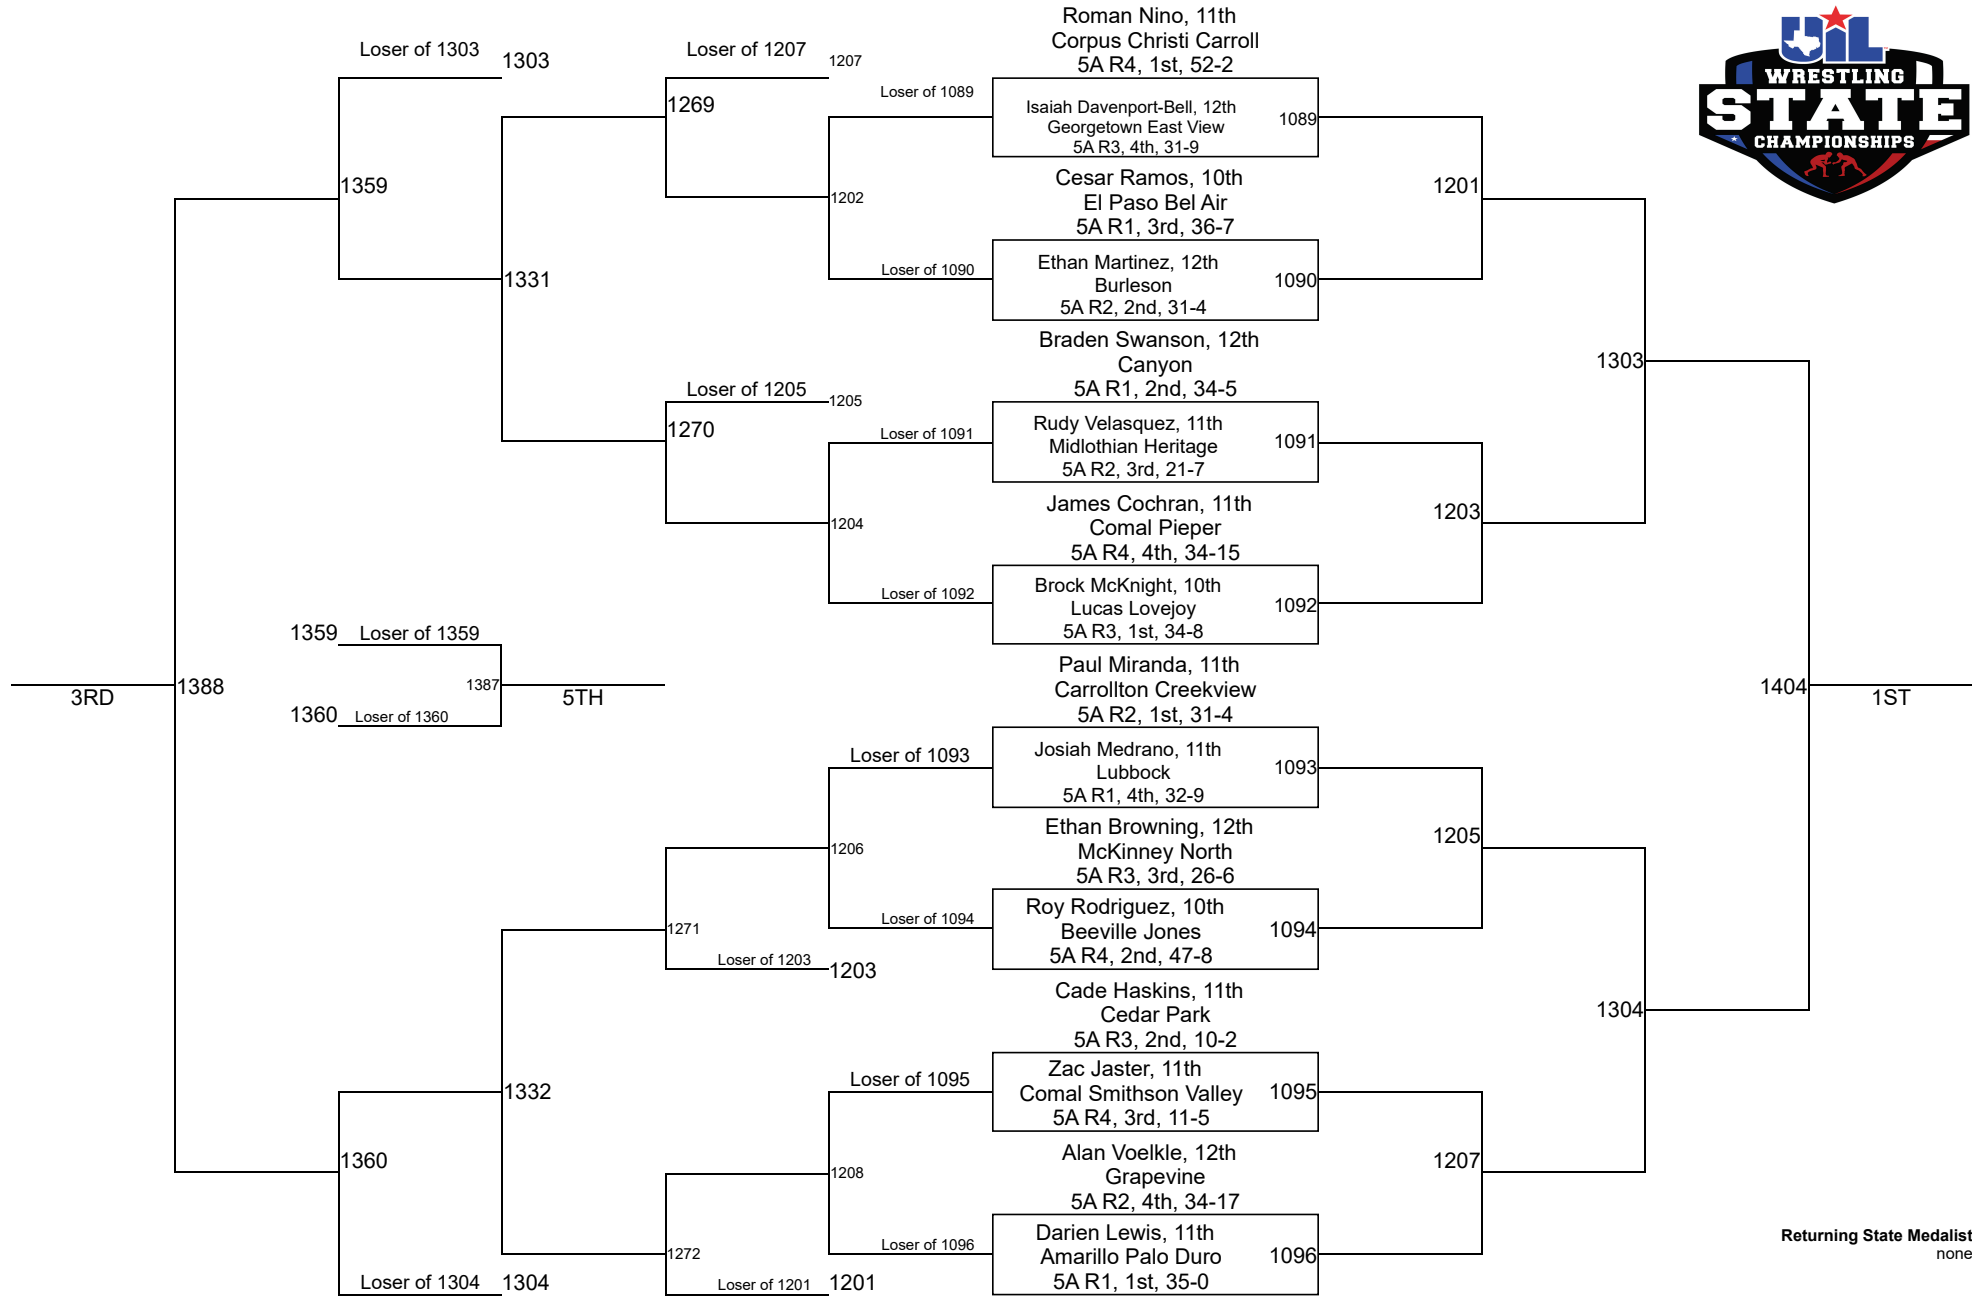 Roman Nino, 11th
Corpus Christi Carroll
5A R4, 1st, 52-2
Isaiah Davenport-Bell, 12th
Georgetown East View
5A R3, 4th, 31-9
1089
Cesar Ramos, 10th
El Paso Bel Air
5A R1, 3rd, 36-7
Ethan Martinez, 12th
Burleson
5A R2, 2nd, 31-4
1090
Braden Swanson, 12th
Canyon
5A R1, 2nd, 34-5
Rudy Velasquez, 11th
Midlothian Heritage
5A R2, 3rd, 21-7
1091
James Cochran, 11th
Comal Pieper
5A R4, 4th, 34-15
Brock McKnight, 10th
Lucas Lovejoy
5A R3, 1st, 34-8
1092
Paul Miranda, 11th
Carrollton Creekview
5A R2, 1st, 31-4
Josiah Medrano, 11th
Lubbock
5A R1, 4th, 32-9
1093
Ethan Browning, 12th
McKinney North
5A R3, 3rd, 26-6
Roy Rodriguez, 10th
Beeville Jones
5A R4, 2nd, 47-8
1094
Cade Haskins, 11th
Cedar Park
5A R3, 2nd, 10-2
Zac Jaster, 11th
Comal Smithson Valley
5A R4, 3rd, 11-5
1095
Alan Voelkle, 12th
Grapevine
5A R2, 4th, 34-17
Darien Lewis, 11th
Amarillo Palo Duro
5A R1, 1st, 35-0
1096
1201
1203
1205
1207
1303
1304
1404
1ST
Loser of 1089
Loser of 1090
Loser of 1091
Loser of 1092
Loser of 1093
Loser of 1094
Loser of 1095
Loser of 1096
1202
1204
1206
1208
Loser of 1207
1207
Loser of 1205
1205
Loser of 1203
1203
Loser of 1201
1201
1269
1270
1271
1272
1331
1332
Loser of 1303
1303
Loser of 1304
1304
1359
1360
1359
Loser of 1359
1360
Loser of 1360
1387
5TH
1388
3RD
UIL
WRESTLING
STATE
CHAMPIONSHIPS
Returning State Medalist
none